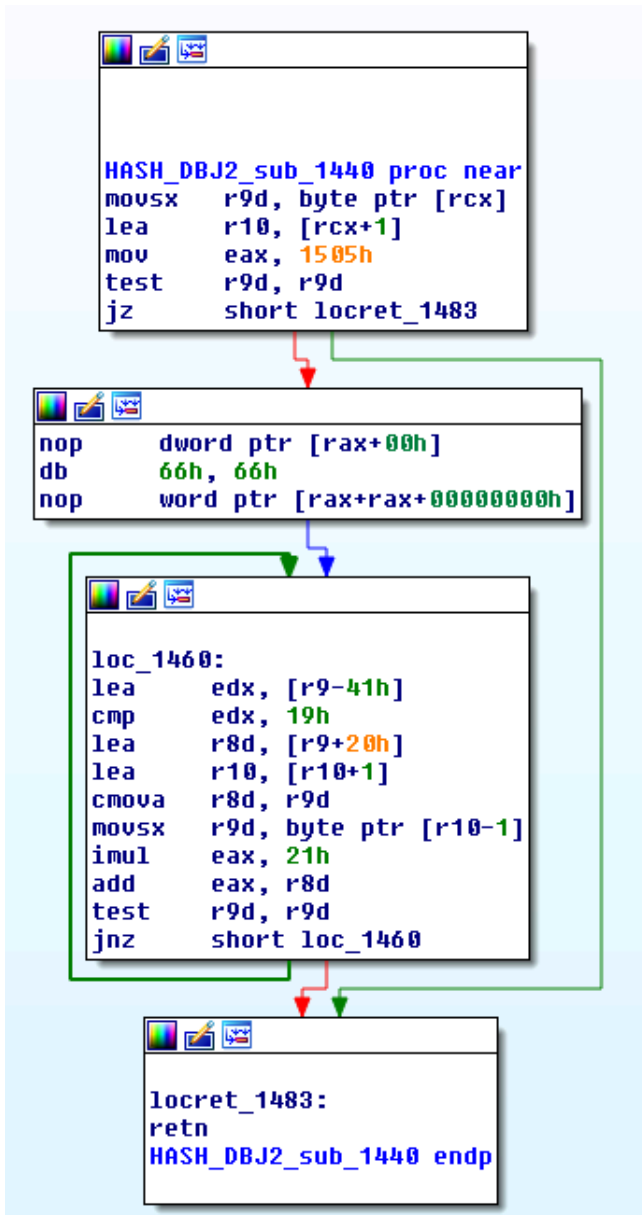 HASH_DBJ2_sub_1440 proc near
movsx r9d, byte ptr [rcx]
lea r10, [rcx+1]
mov eax, 1505h
test r9d, r9d
jz short locret_1483
nop dword ptr [rax+00h]
db 66h, 66h
nop word ptr [rax+rax+00000000h]
loc_1460:
lea edx, [r9-41h]
cmp edx, 19h
lea r8d, [r9+20h]
lea r10, [r10+1]
cmova r8d, r9d
movsx r9d, byte ptr [r10-1]
imul eax, 21h
add eax, r8d
test r9d, r9d
jnz short loc_1460
locret_1483:
retn
HASH_DBJ2_sub_1440 endp